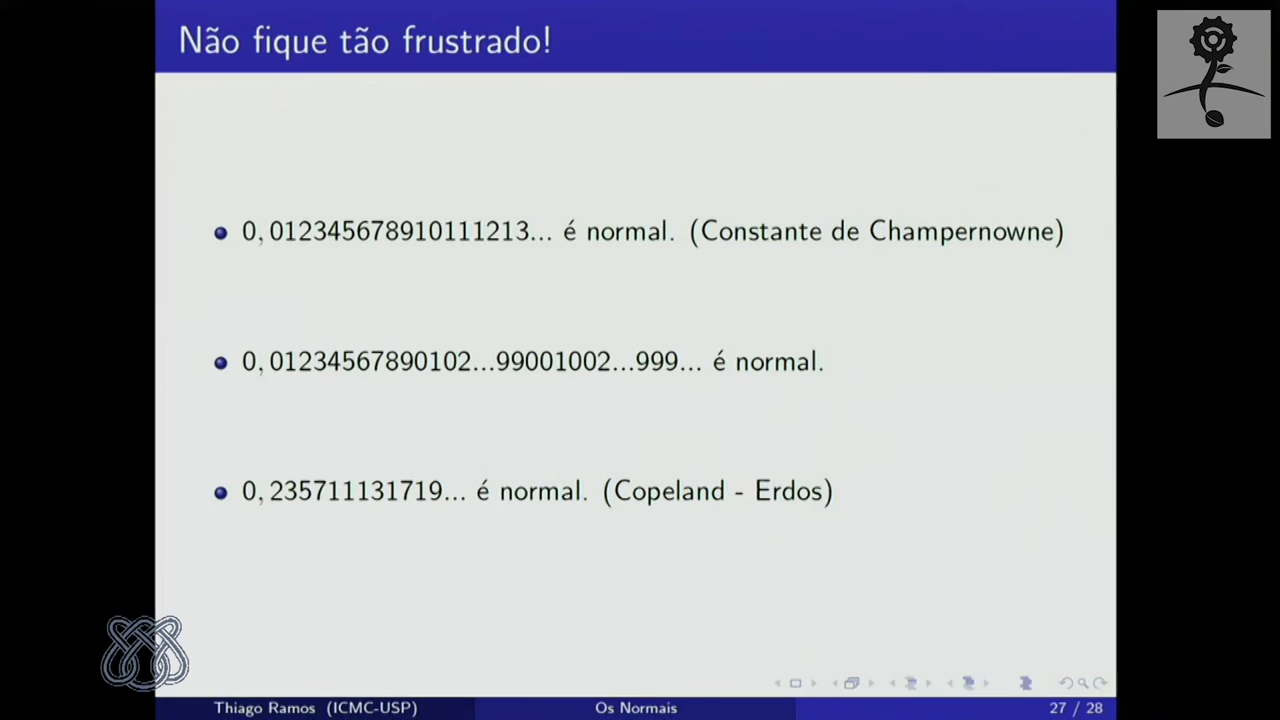 Não fique tão frustrado!
0, 012345678910111213... é normal. (Constante de Champernowne)
0, 01234567890102...99001002...999... é normal.
0, 235711131719... é normal. (Copeland - Erdos)
Thiago Ramos (ICMC-USP) Os Normais 27 / 28